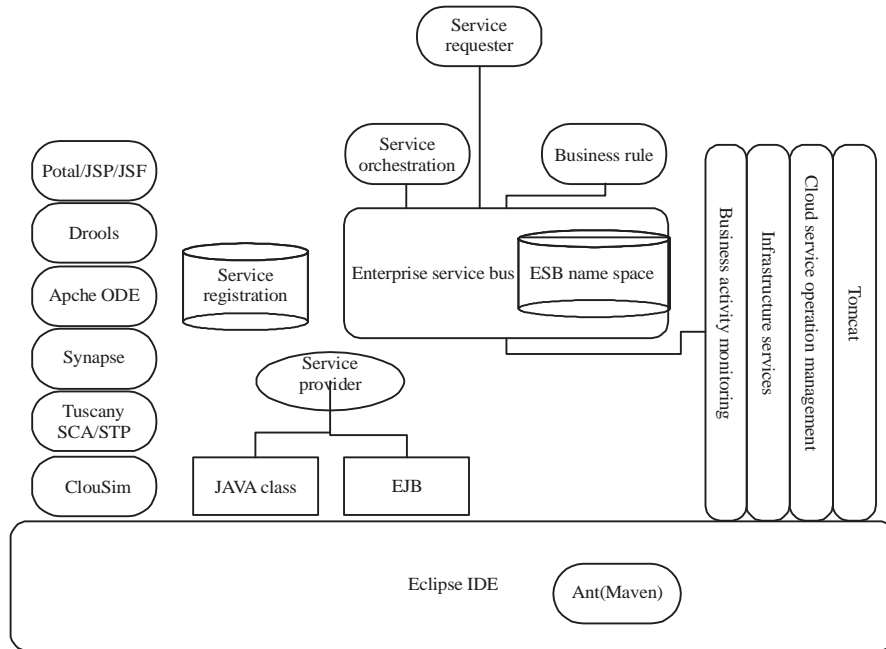 Service
requester
Service
orchestration
Business rule
Potal/JSP/JSF
Drools
Apche ODE
Synapse
Tuscany
SCA/STP
ClouSim
Service
registration
Enterprise service bus
ESB name space
Service
provider
JAVA class
EJB
Business activity monitoring
Infrastructure services
Cloud service operation management
Tomcat
Eclipse IDE
Ant(Maven)